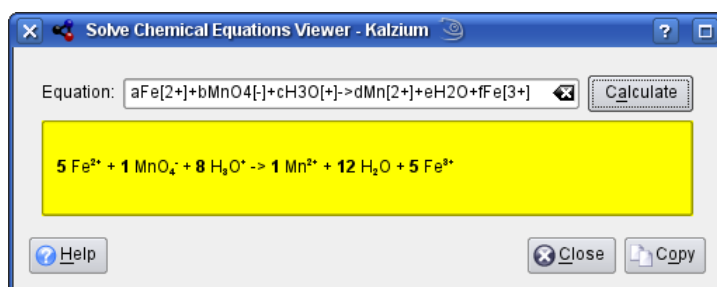 Solve Chemical Equations Viewer - Kalzium
Equation: aFe[2+]+bMnO4[-]+cH3O[+]->dMn[2+]+eH2O+fFe[3+] Calculate
5 Fe²⁺ + 1 MnO₄⁻ + 8 H₃O⁺ -> 1 Mn²⁺ + 12 H₂O + 5 Fe³⁺
Help Close Copy